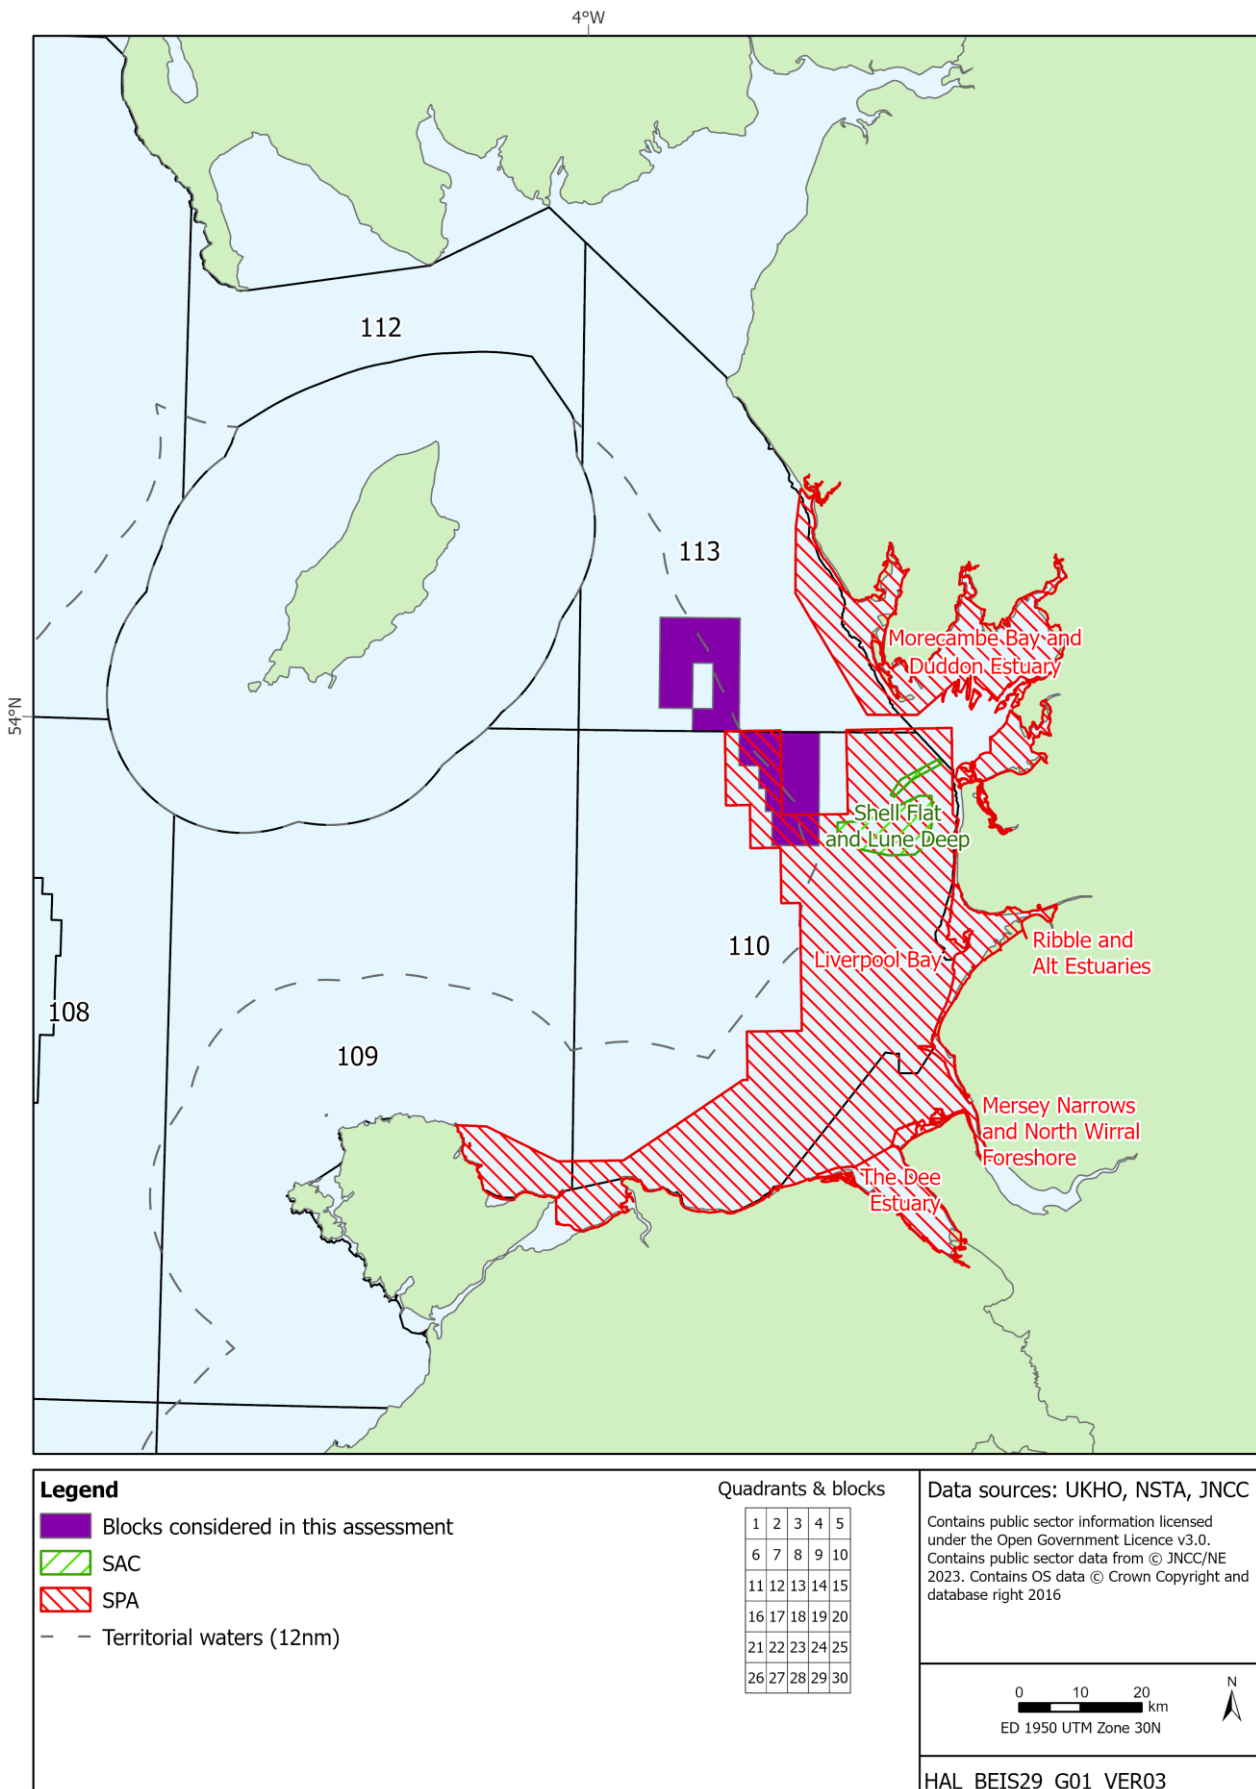 4°W
112
113
Morecambe Bay and
Duddon Estuary
54°N
Shell Flat
and Lune Deep
110
Liverpool Bay
Ribble and
Alt Estuaries
108
109
Mersey Narrows
and North Wirral
Foreshore
The Dee
Estuary
Legend
Blocks considered in this assessment
SAC
SPA
Territorial waters (12nm)
Quadrants & blocks
1 2 3 4 5
6 7 8 9 10
11 12 13 14 15
16 17 18 19 20
21 22 23 24 25
26 27 28 29 30
Data sources: UKHO, NSTA, JNCC
Contains public sector information licensed
under the Open Government Licence v3.0.
Contains public sector data from © JNCC/NE
2023. Contains OS data © Crown Copyright and
database right 2016
0 10 20
km
ED 1950 UTM Zone 30N
N
HAL_BEIS29_G01_VER03